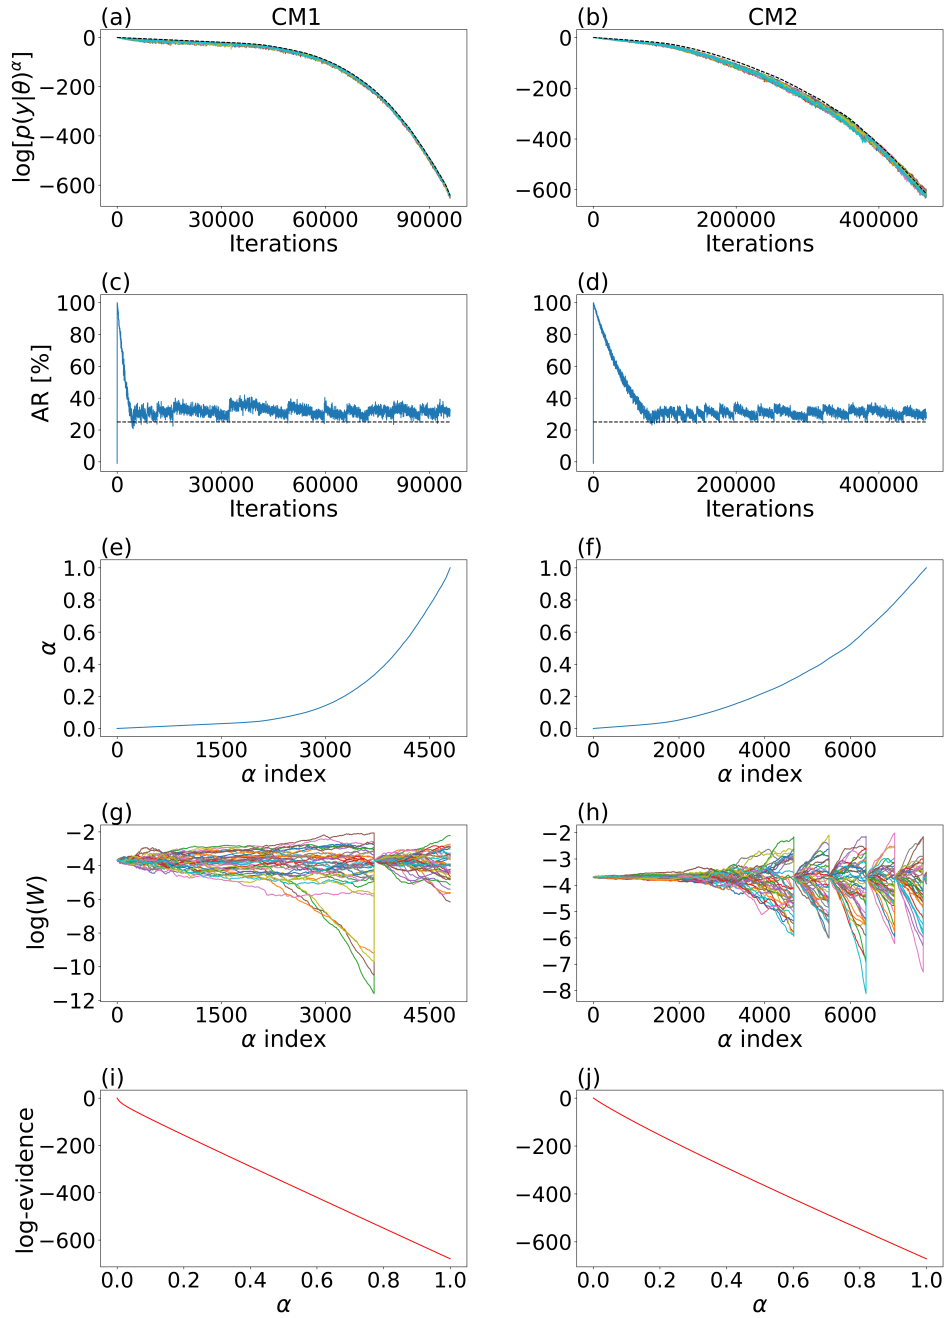 CM1 CM2
(a) (b)
log[p(y|θ)^α]
0
−200
−400
−600
0 30000 60000 90000
Iterations
0
−200
−400
−600
0 200000 400000
Iterations
(c) (d)
AR [%]
100
80
60
40
20
0
0 30000 60000 90000
Iterations
100
80
60
40
20
0
0 200000 400000
Iterations
(e) (f)
α
1.0
0.8
0.6
0.4
0.2
0.0
0 1500 3000 4500
α index
1.0
0.8
0.6
0.4
0.2
0.0
0 2000 4000 6000
α index
(g) (h)
log(W)
−2
−4
−6
−8
−10
−12
0 1500 3000 4500
α index
−2
−3
−4
−5
−6
−7
−8
0 2000 4000 6000
α index
(i) (j)
log-evidence
0
−200
−400
−600
0.0 0.2 0.4 0.6 0.8 1.0
α
0
−200
−400
−600
0.0 0.2 0.4 0.6 0.8 1.0
α